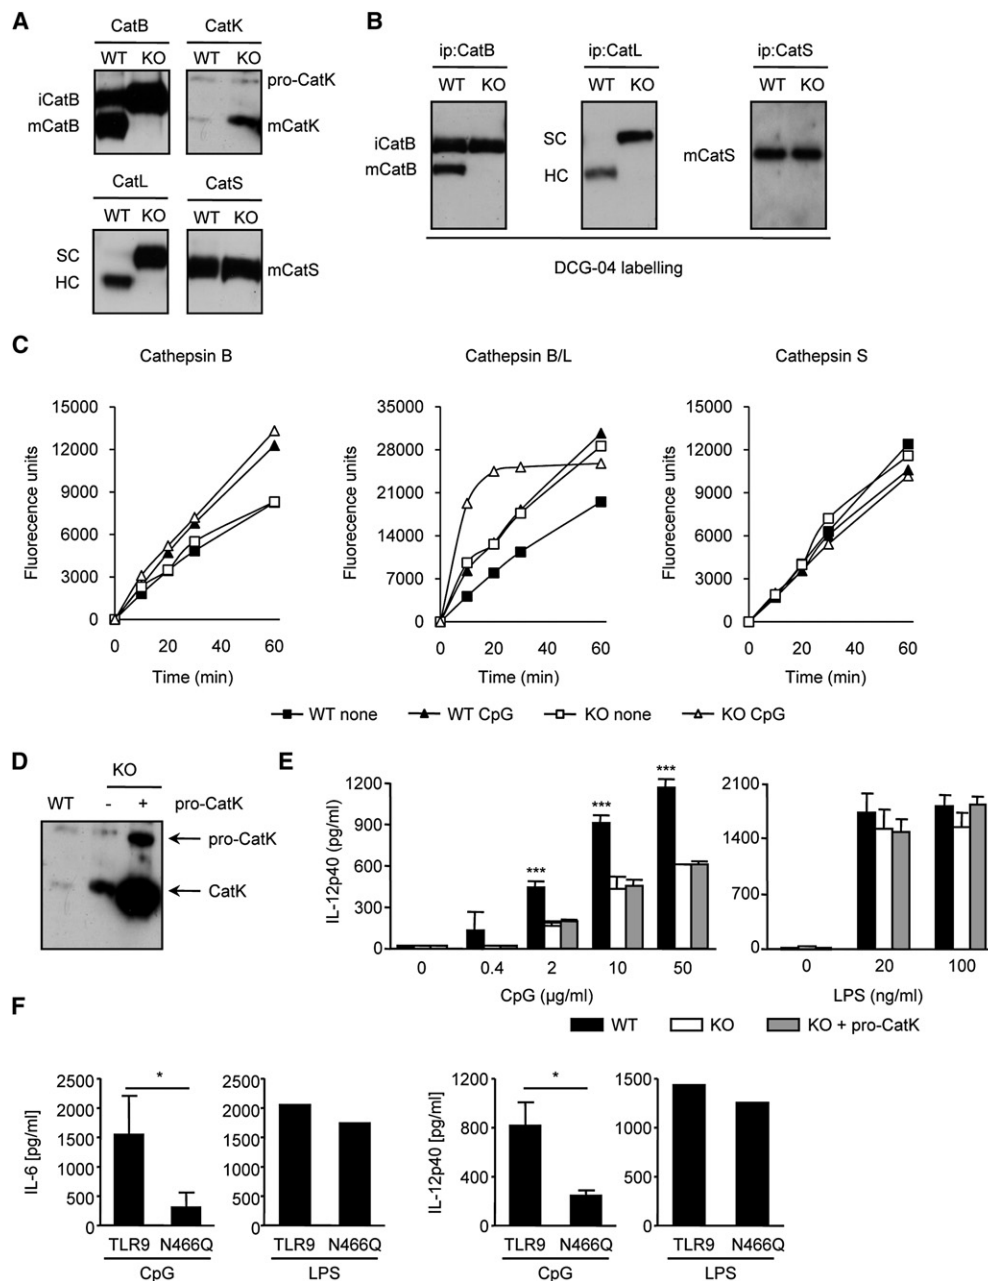 A
CatB
CatK
WT KO
WT KO
iCatB
mCatB
pro-CatK
mCatK
CatL
CatS
WT KO
WT KO
SC
HC
mCatS
B
ip:CatB
ip:CatL
ip:CatS
WT KO
WT KO
WT KO
iCatB
mCatB
SC
HC
mCatS
DCG-04 labelling
C
Cathepsin B
Fluorecence units
15000
12000
9000
6000
3000
0
0 20 40 60
Time (min)
Cathepsin B/L
Fluorecence units
35000
28000
21000
14000
7000
0
0 20 40 60
Time (min)
Cathepsin S
Fluorecence units
15000
12000
9000
6000
3000
0
0 20 40 60
Time (min)
WT none
WT CpG
KO none
KO CpG
D
KO
WT - + pro-CatK
pro-CatK
CatK
E
IL-12p40 (pg/ml)
1200
900
600
300
0
***
***
***
0 0.4 2 10 50
CpG (µg/ml)
2100
1400
700
0
0 20 100
LPS (ng/ml)
WT
KO
KO + pro-CatK
F
IL-6 [pg/ml]
2500
2000
1500
1000
500
0
*
TLR9 N466Q
CpG
2500
2000
1500
1000
500
0
TLR9 N466Q
LPS
IL-12p40 [pg/ml]
1200
800
400
0
*
TLR9 N466Q
CpG
1500
1000
500
0
TLR9 N466Q
LPS